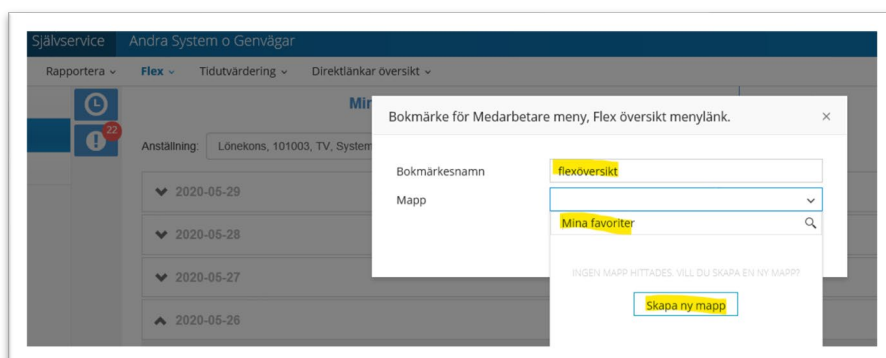 Självservice Andra System o Genvägar
Rapportera Flex Tidutvärdering Direktlänkar översikt
Min
22
Anställning: Lönekons, 101003, TV, System
2020-05-29
2020-05-28
2020-05-27
2020-05-26
Bokmärke för Medarbetare meny, Flex översikt menylänk. ×
Bokmärkesnamn flexöversikt
Mapp
Mina favoriter
INGEN MAPP HITTADES. VILL DU SKAPA EN NY MAPP?
Skapa ny mapp